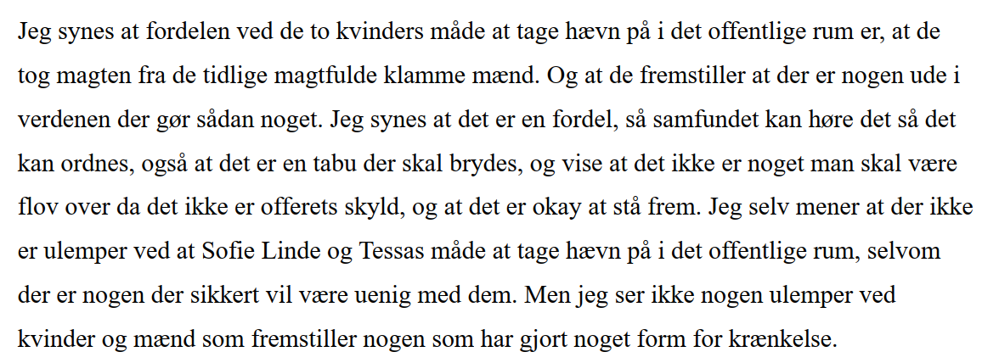 Jeg synes at fordelen ved de to kvinders måde at tage hævn på i det offentlige rum er, at de
tog magten fra de tidlige magtfulde klamme mænd. Og at de fremstiller at der er nogen ude i
verdenen der gør sådan noget. Jeg synes at det er en fordel, så samfundet kan høre det så det
kan ordnes, også at det er en tabu der skal brydes, og vise at det ikke er noget man skal være
flov over da det ikke er offerets skyld, og at det er okay at stå frem. Jeg selv mener at der ikke
er ulemper ved at Sofie Linde og Tessas måde at tage hævn på i det offentlige rum, selvom
der er nogen der sikkert vil være uenig med dem. Men jeg ser ikke nogen ulemper ved
kvinder og mænd som fremstiller nogen som har gjort noget form for krænkelse.